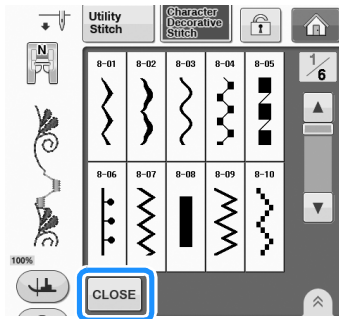 Utility
Stitch
Character
Decorative
Stitch
N
1/6
8-01 8-02 8-03 8-04 8-05
8-06 8-07 8-08 8-09 8-10
100%
CLOSE